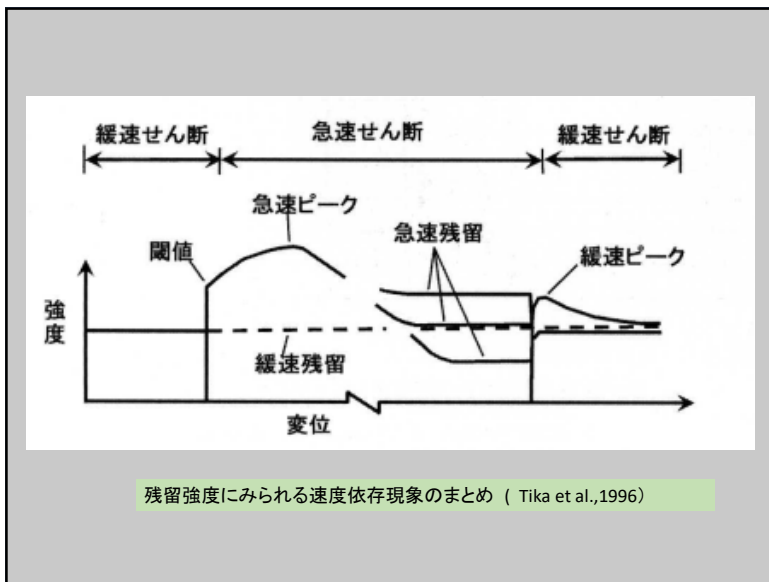 緩速せん断 急速せん断 緩速せん断
急速ピーク
閾値
急速残留
緩速ピーク
強度
緩速残留
変位
残留強度にみられる速度依存現象のまとめ ( Tika et al.,1996）